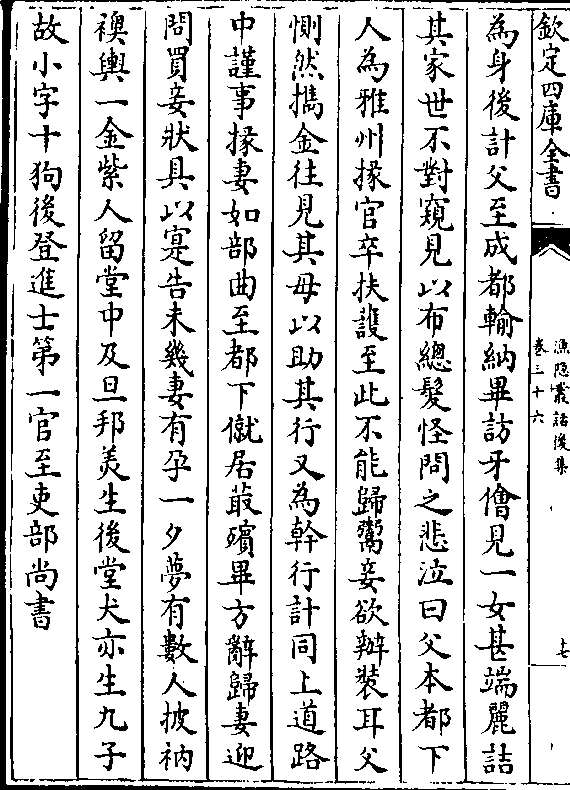 欽定四庫全書
漁隐叢話後集
卷三十六
十七
為身後計父至成都輸納畢訪牙儈見一女甚端麗詰
其家世不對窺見以布總髮怪問之悲泣曰父本都下
人為雅州掾官卒扶護至此不能歸鬻妾欲辦裝耳父
惻然攜金往見其母以助其行又為幹行計同上道路
中謹事掾妻如部曲至都下僦居菆殯畢方辭歸妻迎
問買妾狀具以寔告未幾妻有孕一夕夢有數人披衲
襖輿一金紫人留堂中及旦邦美生後堂犬亦生九子
故小字十狗後登進士第一官至吏部尚書